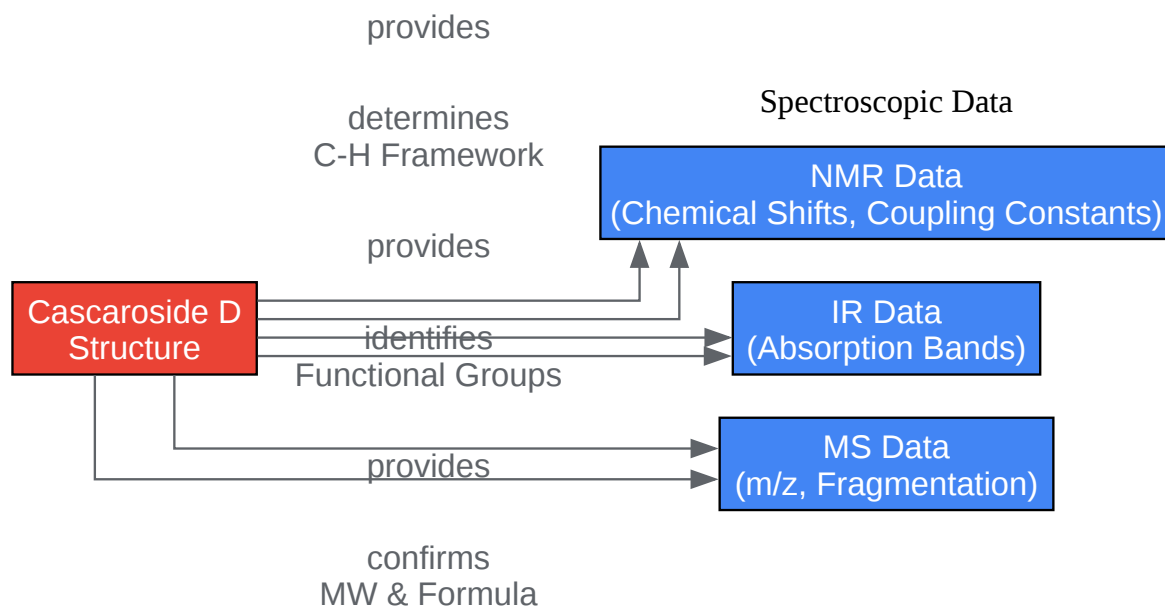 provides
Spectroscopic Data
determines
C-H Framework
NMR Data
(Chemical Shifts, Coupling Constants)
provides
Cascaroside D
Structure
identifies
Functional Groups
IR Data
(Absorption Bands)
MS Data
(m/z, Fragmentation)
provides
confirms
MW & Formula